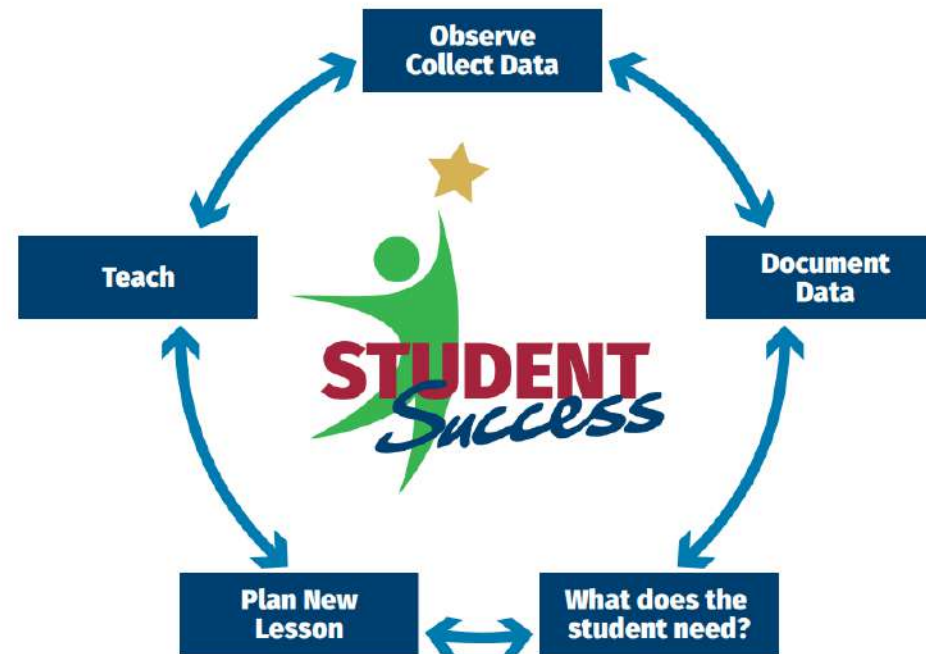 Observe
Collect Data
Document
Data
What does the
student need?
Plan New
Lesson
Teach
STUDENT
Success